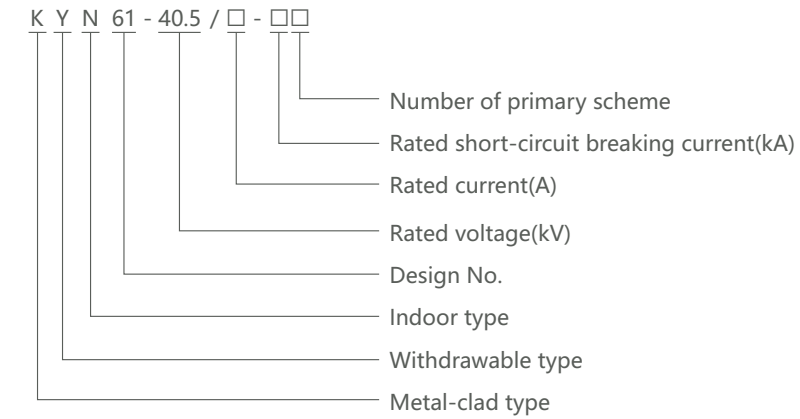 K Y N 61 - 40.5 / □ - □□
Number of primary scheme
Rated short-circuit breaking current(kA)
Rated current(A)
Rated voltage(kV)
Design No.
Indoor type
Withdrawable type
Metal-clad type